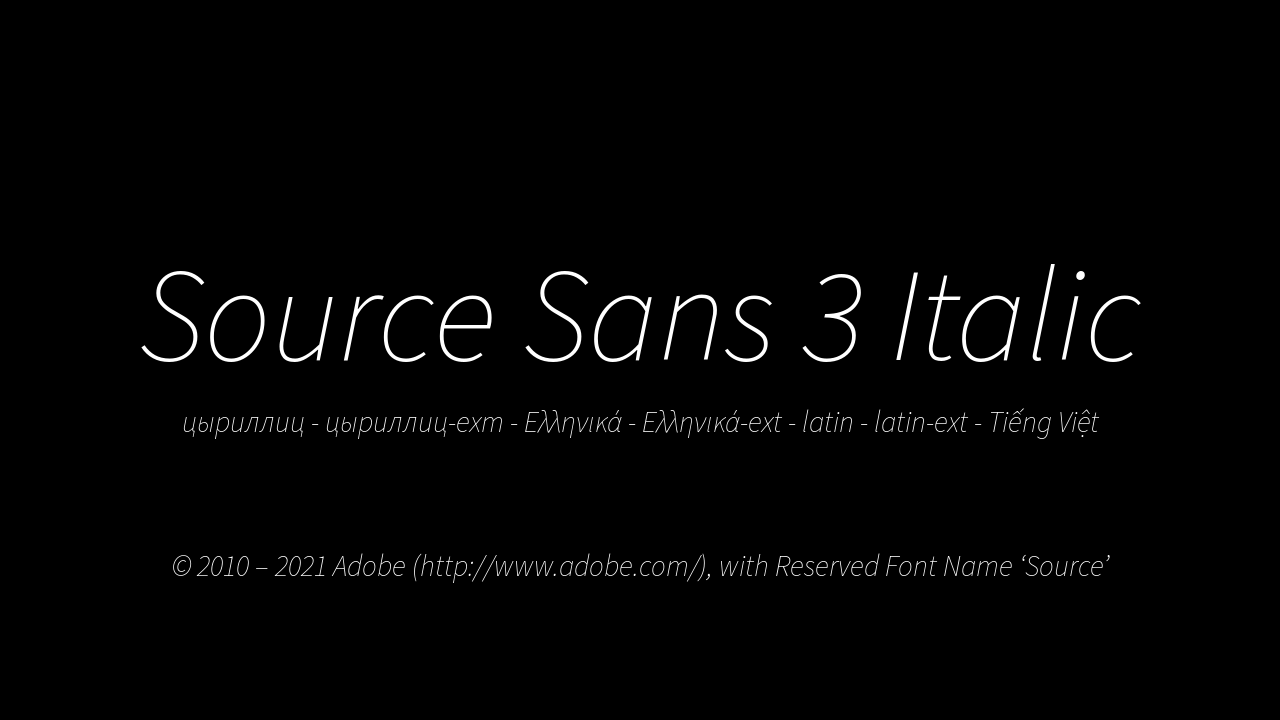 Source Sans 3 Italic
цыриллиц - цыриллиц-ext - Ελληνικά - Ελληνικά-ext - latin - latin-ext - Tiếng Việt
© 2010 – 2021 Adobe (http://www.adobe.com/), with Reserved Font Name ‘Source’